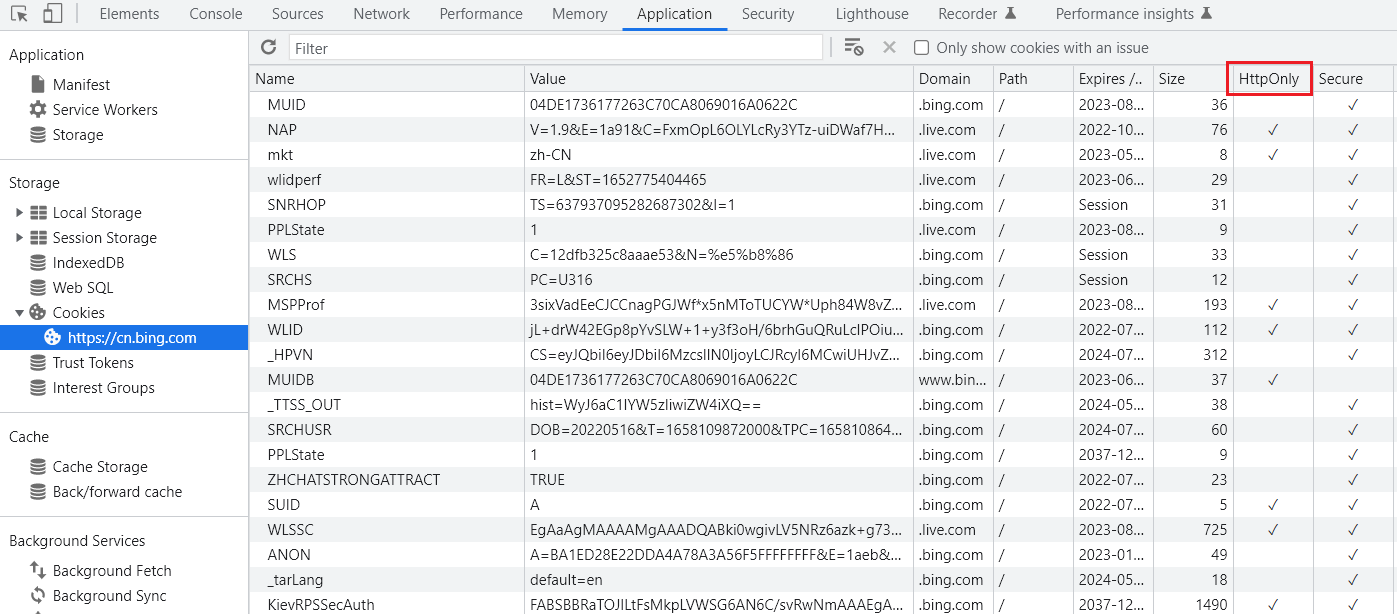 Elements Console Sources Network Performance Memory Application Security Lighthouse Recorder Performance insights
Application
Manifest
Service Workers
Storage
Storage
Local Storage
Session Storage
IndexedDB
Web SQL
Cookies
https://cn.bing.com
Trust Tokens
Interest Groups
Cache
Cache Storage
Back/forward cache
Background Services
Background Fetch
Background Sync
Filter Only show cookies with an issue
Name Value Domain Path Expires /.. Size HttpOnly Secure
MUID 04DE1736177263C70CA8069016A0622C .bing.com / 2023-08... 36 ✓
NAP V=1.9&E=1a91&C=FxmOpL6OLYLcRy3YTz-uiDWaf7H... .live.com / 2022-10... 76 ✓ ✓
mkt zh-CN .live.com / 2023-05... 8 ✓ ✓
wlidperf FR=L&ST=1652775404465 .live.com / 2023-06... 29 ✓
SNRHOP TS=637937095282687302&I=1 .bing.com / Session 31 ✓
PPLState 1 .live.com / 2023-08... 9 ✓
WLS C=12dfb325c8aaae53&N=%e5%b8%86 .bing.com / Session 33 ✓
SRCHS PC=U316 .bing.com / Session 12 ✓
MSPProf 3sixVadEeCJCCnagPGJWf*x5nMToTUCYW*Uph84W8vZ... .live.com / 2023-08... 193 ✓ ✓
WLID jL+drW42EGp8pYvSLW+1+y3f3oH/6brhGuQRuLcIPOiu... .bing.com / 2022-07... 112 ✓ ✓
_HPVN CS=eyJQbiI6eyJDbiI6MzcsIlN0IjoyLCJRcyI6MCwiUHJvZ... .bing.com / 2024-07... 312 ✓
MUIDB 04DE1736177263C70CA8069016A0622C www.bin... / 2023-06... 37 ✓
_TTSS_OUT hist=WyJ6aC1IYW5zIiwiZW4iXQ== .bing.com / 2024-05... 38 ✓
SRCHUSR DOB=20220516&T=1658109872000&TPC=165810864... .bing.com / 2024-07... 60 ✓
PPLState 1 .bing.com / 2037-12... 9 ✓
ZHCHATSTRONGATTRACT TRUE .bing.com / 2022-07... 23 ✓
SUID A .bing.com / 2022-07... 5 ✓ ✓
WLSSC EgAaAgMAAAAMgAAADQABki0wgivLV5NRz6azk+g73... .live.com / 2023-08... 725 ✓ ✓
ANON A=BA1ED28E22DDA4A78A3A56F5FFFFFFFF&E=1aeb&... .bing.com / 2023-01... 49 ✓
_tarLang default=en .bing.com / 2024-05... 18 ✓
KievRPSSecAuth FABSBBRaTOJILtFsMkpLVWSG6AN6C/svRwNmAAAEgA... .bing.com / 2037-12... 1490 ✓ ✓